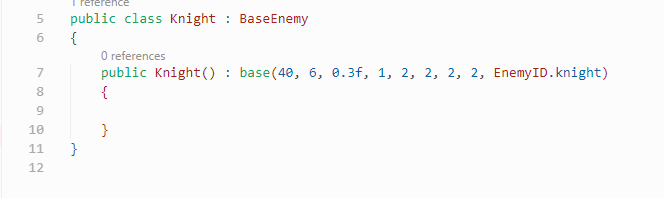 1 reference
5 public class Knight : BaseEnemy
6 {
0 references
7 public Knight() : base(40, 6, 0.3f, 1, 2, 2, 2, 2, EnemyID.knight)
8 {
9
10 }
11 }
12